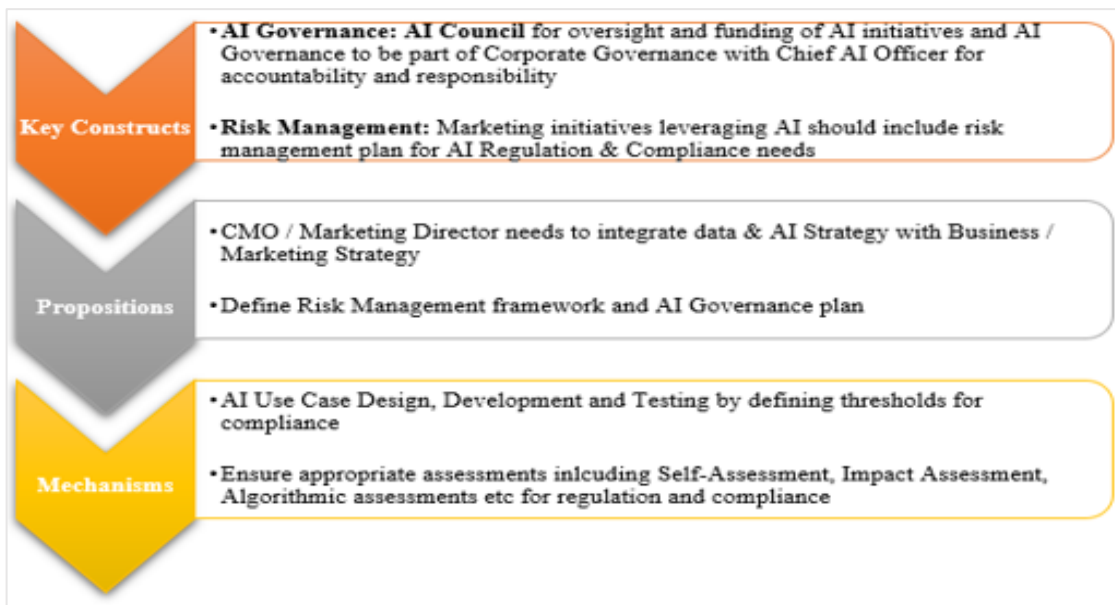 • AI Governance: AI Council for oversight and funding of AI initiatives and AI
Governance to be part of Corporate Governance with Chief AI Officer for
accountability and responsibility
Key Constructs
• Risk Management: Marketing initiatives leveraging AI should include risk
management plan for AI Regulation & Compliance needs
• CMO / Marketing Director needs to integrate data & AI Strategy with Business /
Marketing Strategy
Propositions
• Define Risk Management framework and AI Governance plan
• AI Use Case Design, Development and Testing by defining thresholds for
compliance
Mechanisms
• Ensure appropriate assessments inlcuding Self-Assessment, Impact Assessment,
Algorithmic assessments etc for regulation and compliance